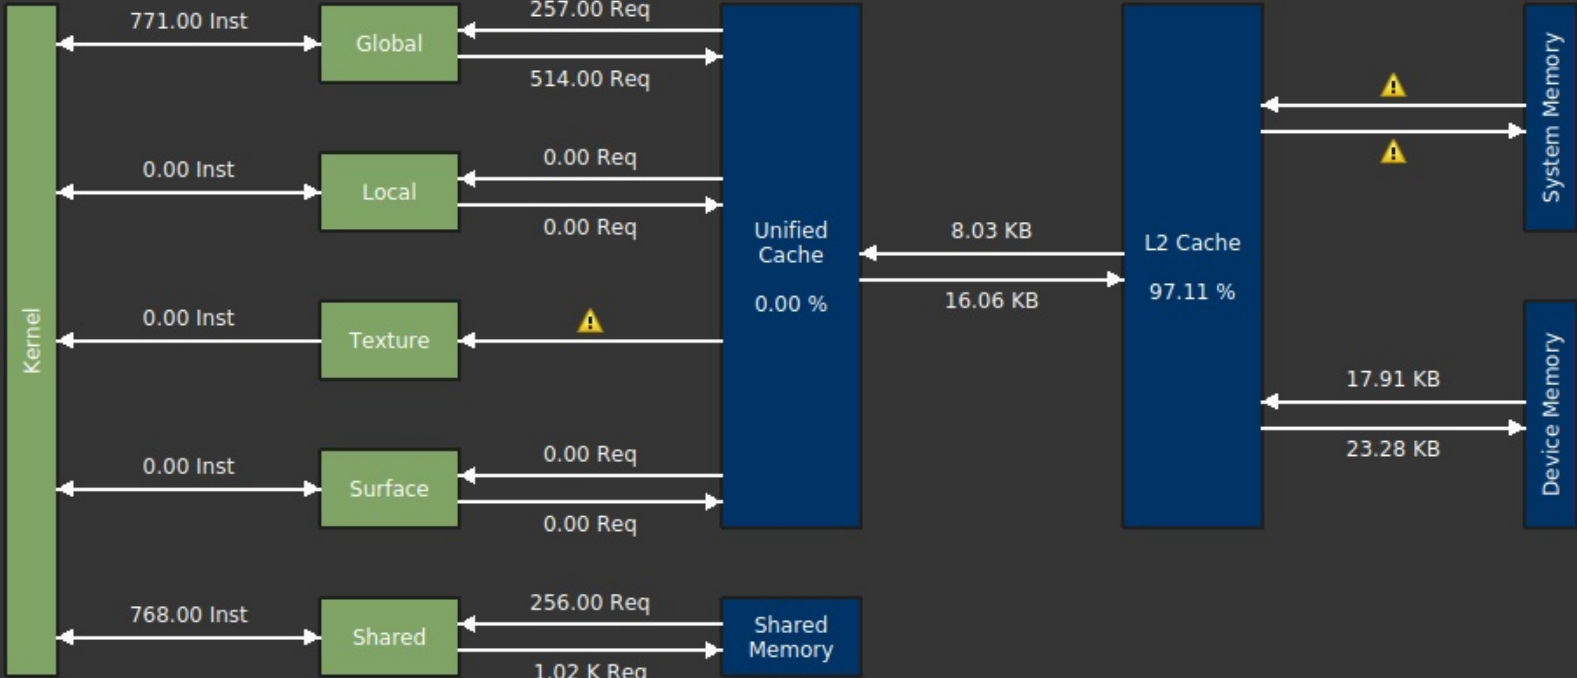 Kernel
771.00 Inst
Global
257.00 Req
514.00 Req
0.00 Inst
Local
0.00 Req
0.00 Req
0.00 Inst
Texture
0.00 Inst
Surface
0.00 Req
0.00 Req
768.00 Inst
Shared
256.00 Req
1.02 K Req
Unified
Cache
0.00 %
Shared
Memory
8.03 KB
16.06 KB
L2 Cache
97.11 %
System Memory
17.91 KB
23.28 KB
Device Memory